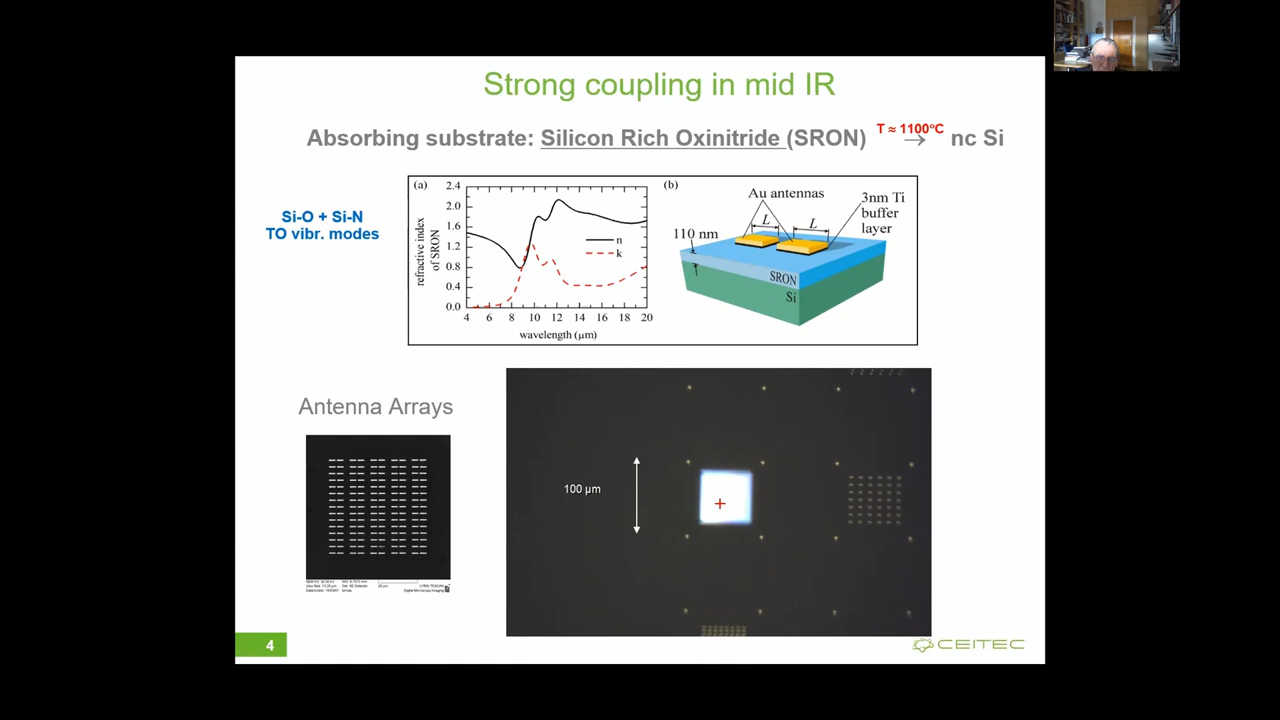 Strong coupling in mid IR
Absorbing substrate: Silicon Rich Oxinitride (SRON) T ≈ 1100°C → nc Si
Si-O + Si-N
TO vibr. modes
(a)
refractive index
of SRON
2.4
2.0
1.6
1.2
0.8
0.4
0.0
n
k
4 6 8 10 12 14 16 18 20
wavelength (μm)
(b)
Au antennas
3nm Ti
buffer
layer
L
L
110 nm
SRON
Si
Antenna Arrays
100 μm
4
CEITEC